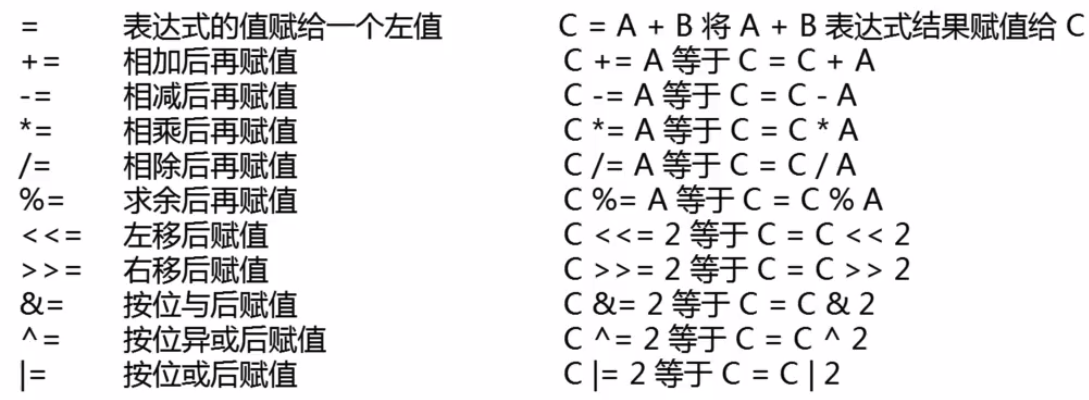 = 表达式的值赋给一个左值 C = A + B 将 A + B 表达式结果赋值给 C
+= 相加后再赋值 C += A 等于 C = C + A
-= 相减后再赋值 C -= A 等于 C = C - A
*= 相乘后再赋值 C *= A 等于 C = C * A
/= 相除后再赋值 C /= A 等于 C = C / A
%= 求余后再赋值 C %= A 等于 C = C % A
<<= 左移后赋值 C <<= 2 等于 C = C << 2
>>= 右移后赋值 C >>= 2 等于 C = C >> 2
&= 按位与后赋值 C &= 2 等于 C = C & 2
^= 按位异或后赋值 C ^= 2 等于 C = C ^ 2
|= 按位或后赋值 C |= 2 等于 C = C | 2